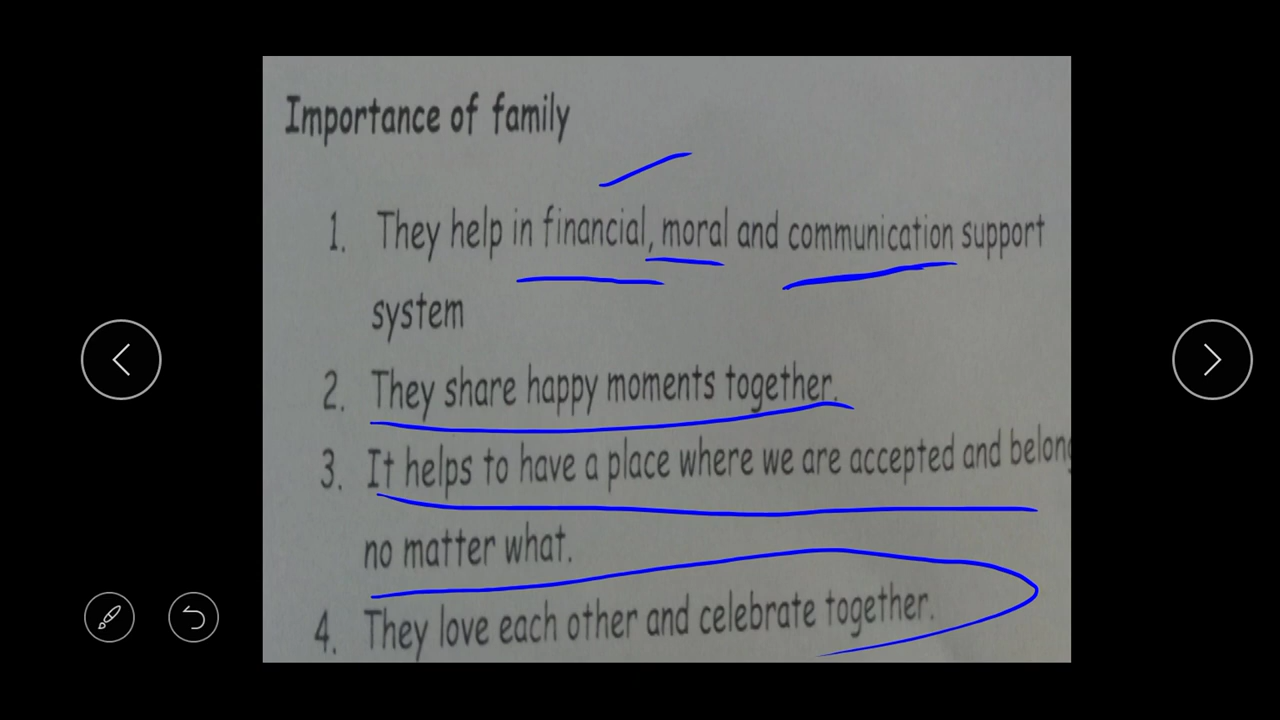 Importance of family
1. They help in financial, moral and communication support
system
2. They share happy moments together.
3. It helps to have a place where we are accepted and belong
no matter what.
4. They love each other and celebrate together.